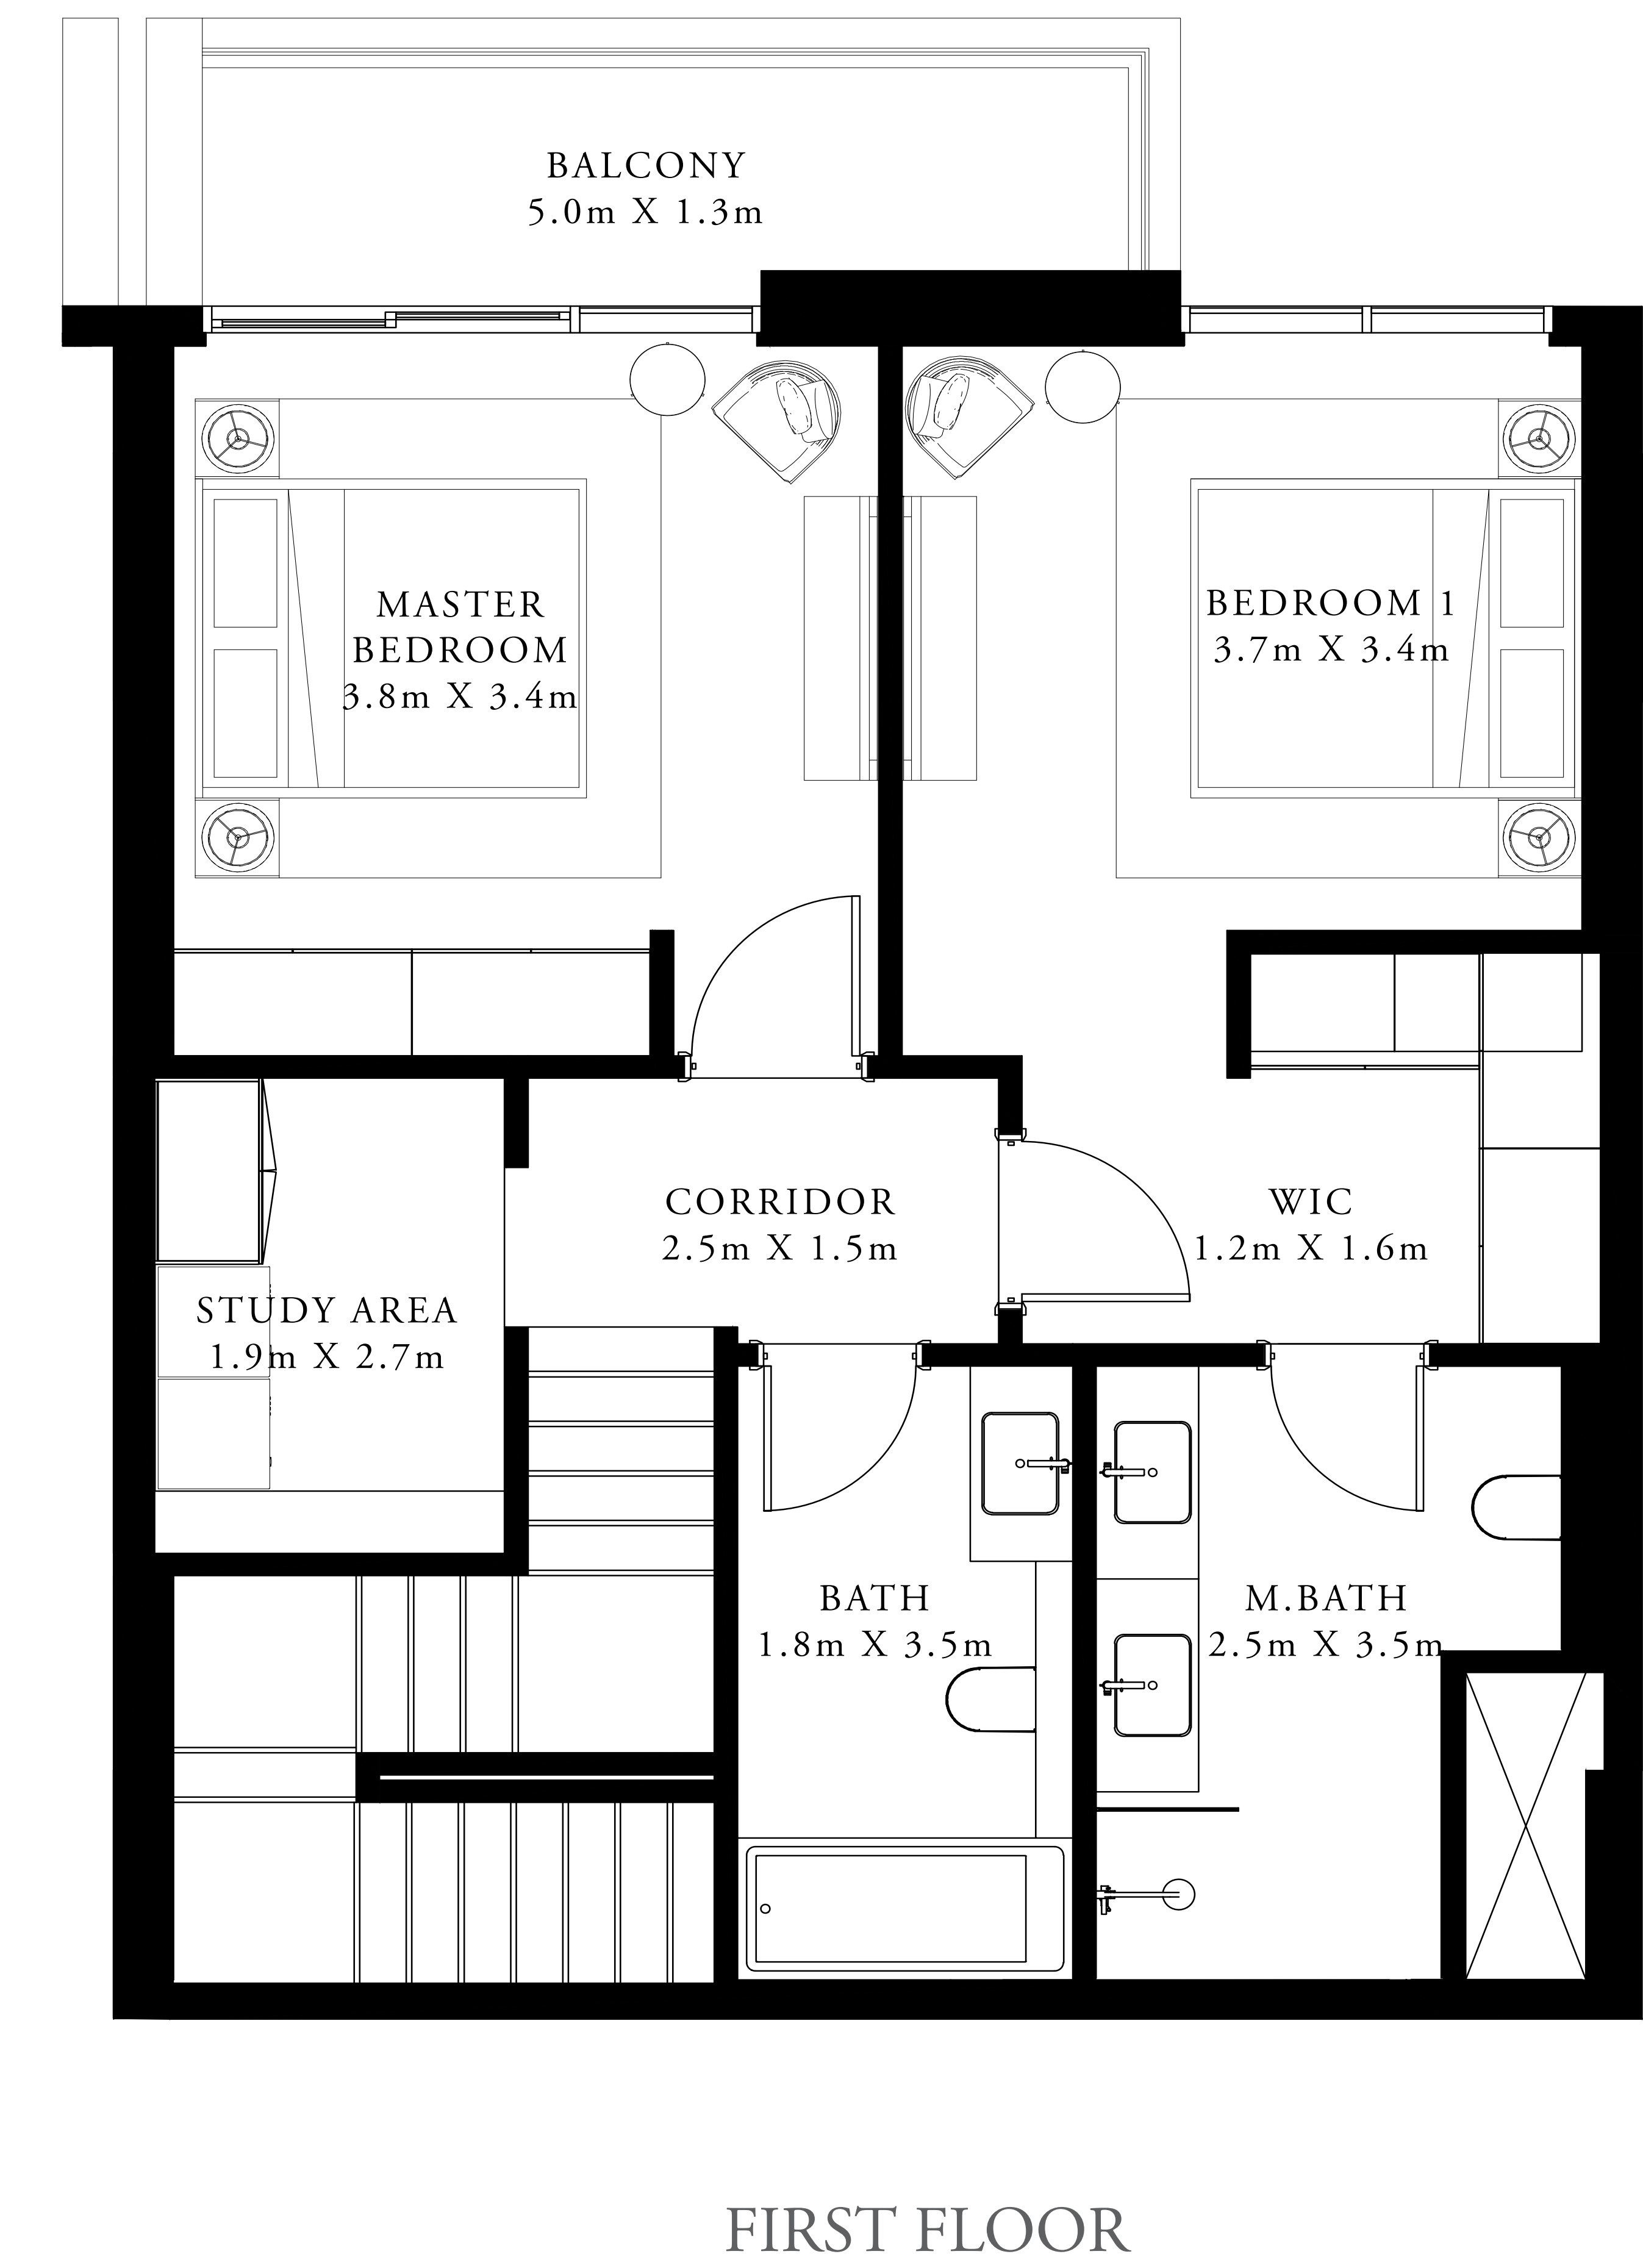 BALCONY
5.0m X 1.3m
MASTER
BEDROOM
3.8m X 3.4m
BEDROOM 1
3.7m X 3.4m
CORRIDOR
2.5m X 1.5m
WIC
1.2m X 1.6m
STUDY AREA
1.9m X 2.7m
BATH
1.8m X 3.5m
M.BATH
2.5m X 3.5m
FIRST FLOOR